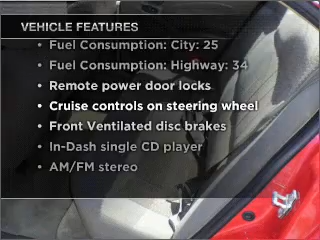 VEHICLE FEATURES
• Fuel Consumption: City: 25
• Fuel Consumption: Highway: 34
• Remote power door locks
• Cruise controls on steering wheel
• Front Ventilated disc brakes
• In-Dash single CD player
• AM/FM stereo